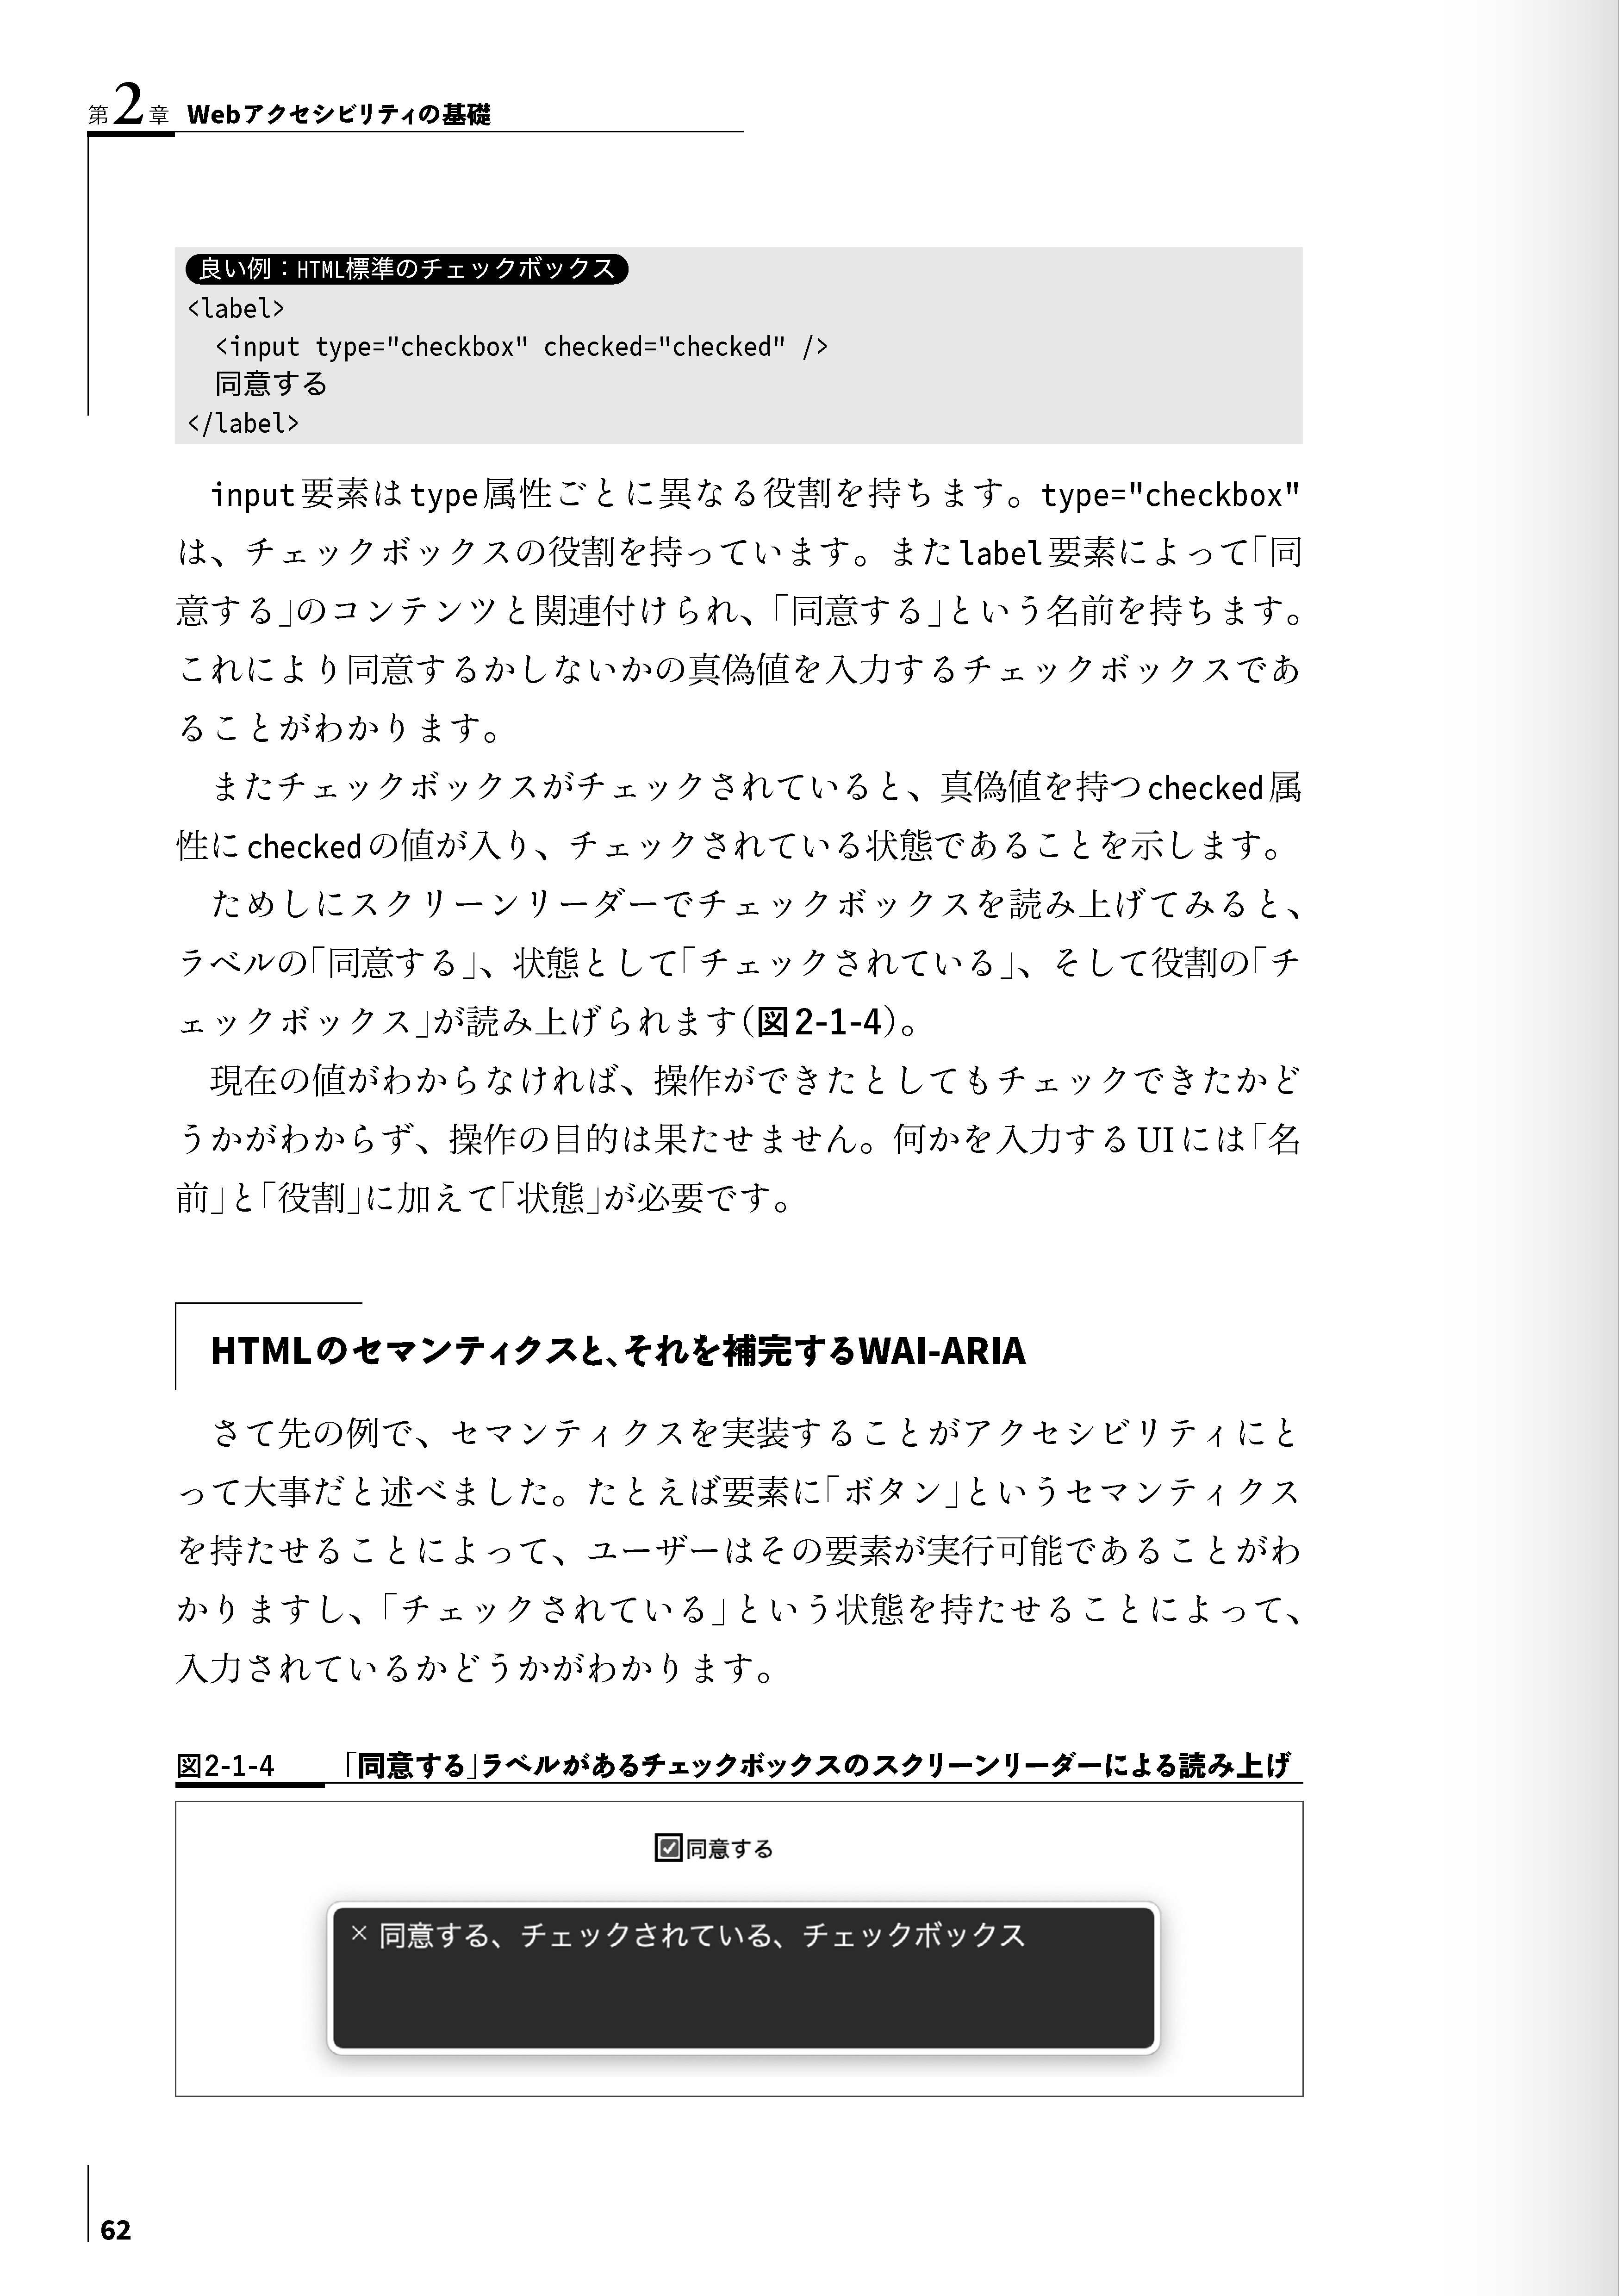 第2章 Webアクセシビリティの基礎
良い例：HTML標準のチェックボックス
<label>
  <input type="checkbox" checked="checked" />
  同意する
</label>
　input要素はtype属性ごとに異なる役割を持ちます。type="checkbox"
は、チェックボックスの役割を持っています。またlabel要素によって「同
意する」のコンテンツと関連付けられ、「同意する」という名前を持ちます。
これにより同意するかしないかの真偽値を入力するチェックボックスであ
ることがわかります。
　またチェックボックスがチェックされていると、真偽値を持つchecked属
性にcheckedの値が入り、チェックされている状態であることを示します。
　ためしにスクリーンリーダーでチェックボックスを読み上げてみると、
ラベルの「同意する」、状態として「チェックされている」、そして役割の「チ
ェックボックス」が読み上げられます（図2-1-4）。
　現在の値がわからなければ、操作ができたとしてもチェックできたかど
うかがわからず、操作の目的は果たせません。何かを入力するUIには「名
前」と「役割」に加えて「状態」が必要です。
HTMLのセマンティクスと、それを補完するWAI-ARIA
　さて先の例で、セマンティクスを実装することがアクセシビリティにと
って大事だと述べました。たとえば要素に「ボタン」というセマンティクス
を持たせることによって、ユーザーはその要素が実行可能であることがわ
かりますし、「チェックされている」という状態を持たせることによって、
入力されているかどうかがわかります。
図2-1-4　「同意する」ラベルがあるチェックボックスのスクリーンリーダーによる読み上げ
同意する
× 同意する、チェックされている、チェックボックス
62